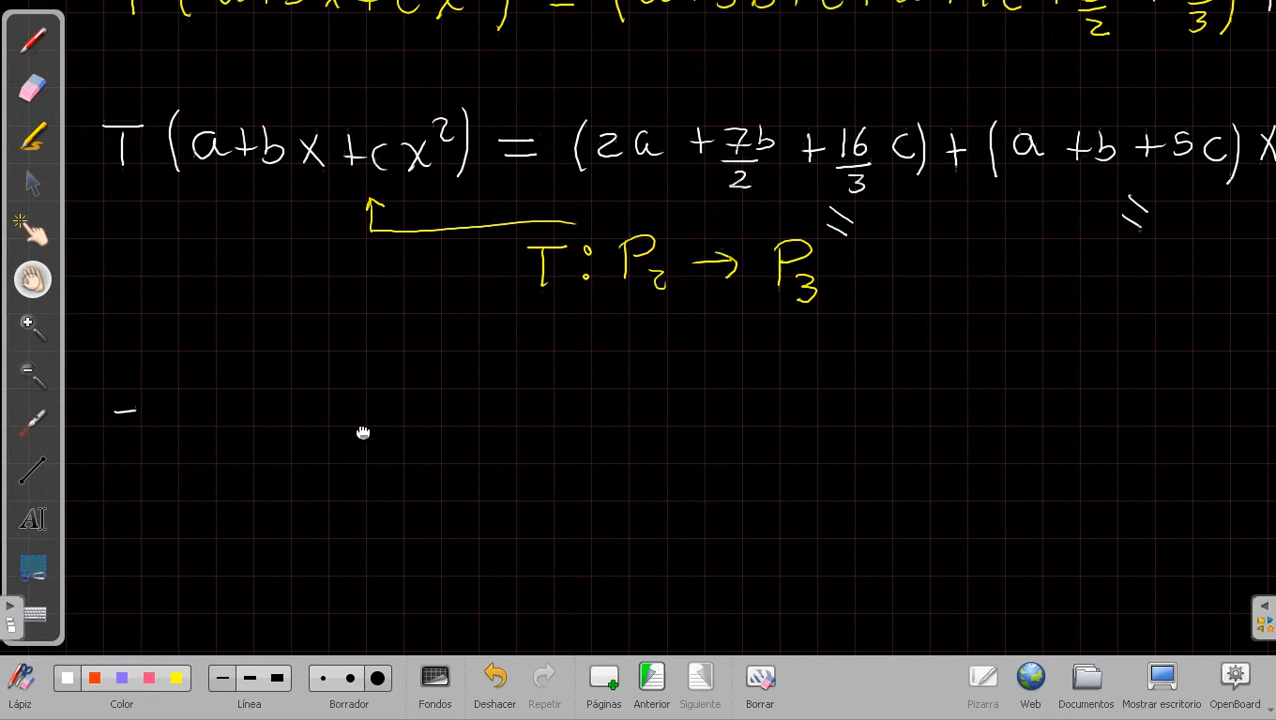 T(a+bx+cx²) = (2a + 7b/2 + 16/3 c) + (a + b + 5c) x
T: P₂ → P₃
Lápiz Color Línea Borrador Fondos Deshacer Repetir Páginas Anterior Siguiente Borrar Pizarra Web Documentos Mostrar escritorio OpenBoard